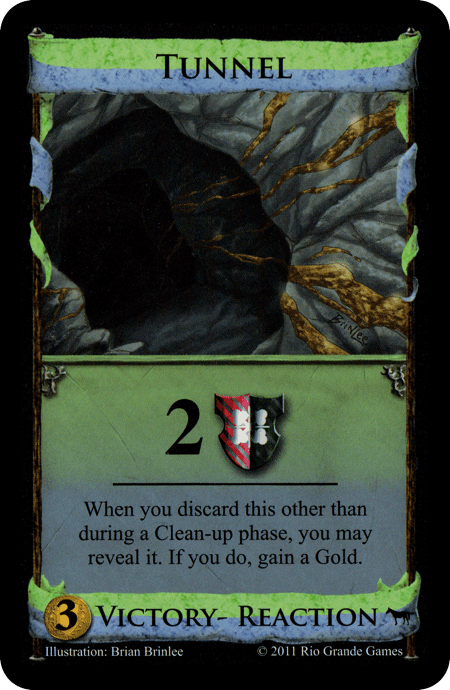 TUNNEL
BRINLEE
2
When you discard this other than
during a Clean-up phase, you may
reveal it. If you do, gain a Gold.
3 VICTORY- REACTION
Illustration: Brian Brinlee © 2011 Rio Grande Games